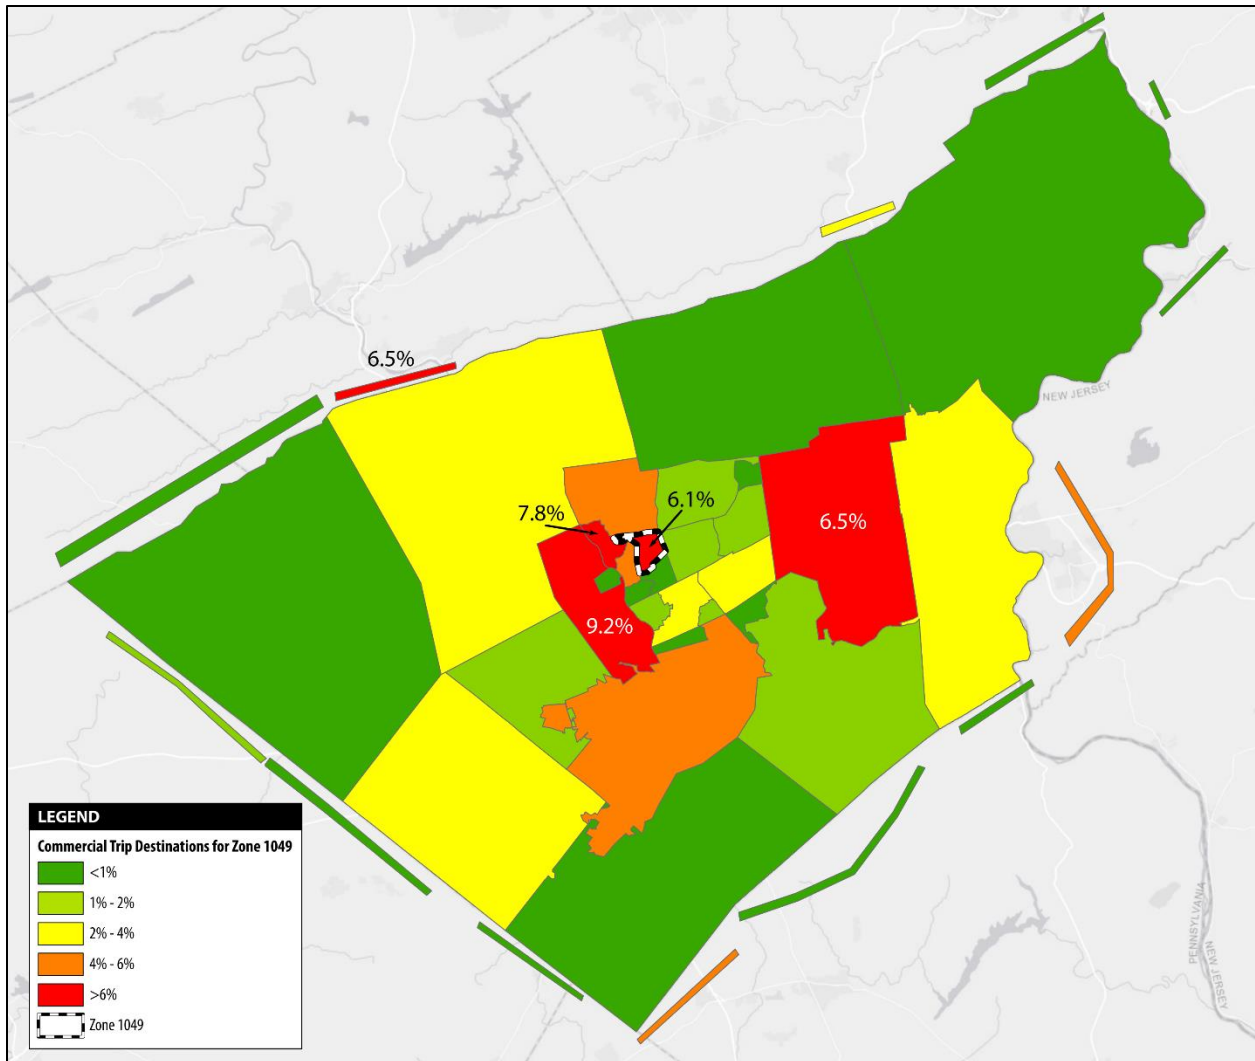 6.5%
NEW JERSEY
7.8%
6.1%
6.5%
9.2%
LEGEND
Commercial Trip Destinations for Zone 1049
<1%
1% - 2%
2% - 4%
4% - 6%
>6%
Zone 1049
PENNSYLVANIA
NEW JERSEY